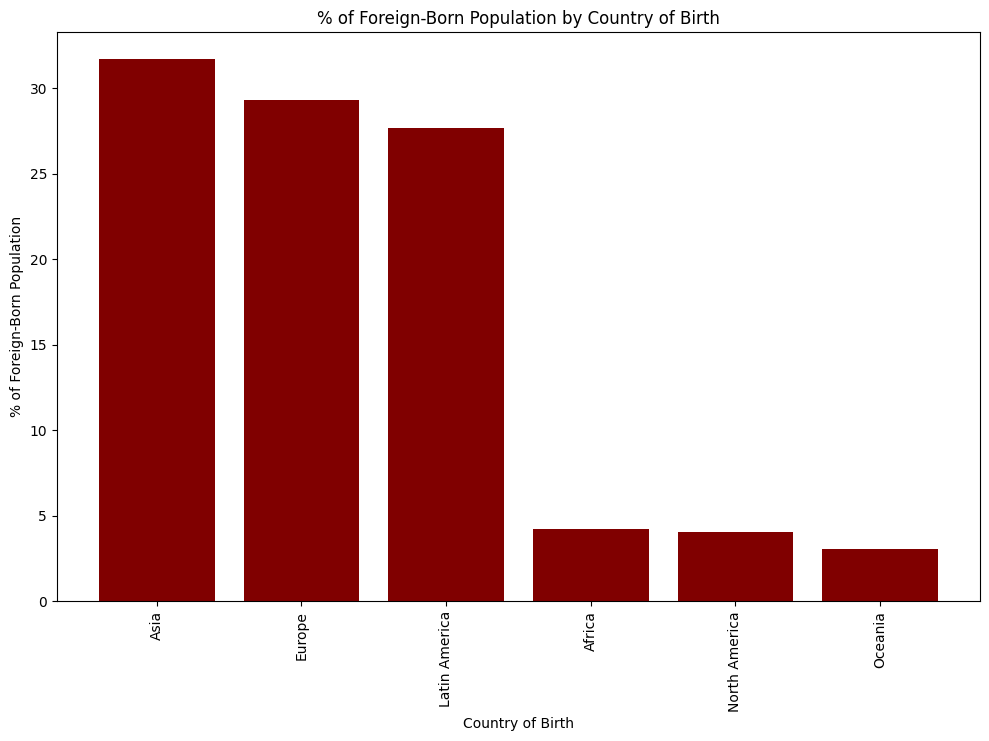 % of Foreign-Born Population by Country of Birth
% of Foreign-Born Population
30
25
20
15
10
5
0
Asia
Europe
Latin America
Africa
North America
Oceania
Country of Birth